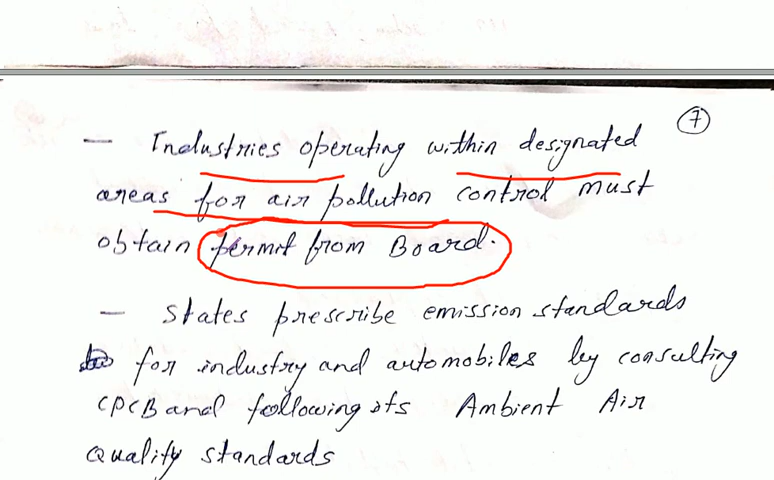 7
— Industries operating within designated
areas for air pollution control must
obtain permit from Board.
— States prescribe emission standards
for industry and automobiles by consulting
CPCB and following its Ambient Air
Quality standards